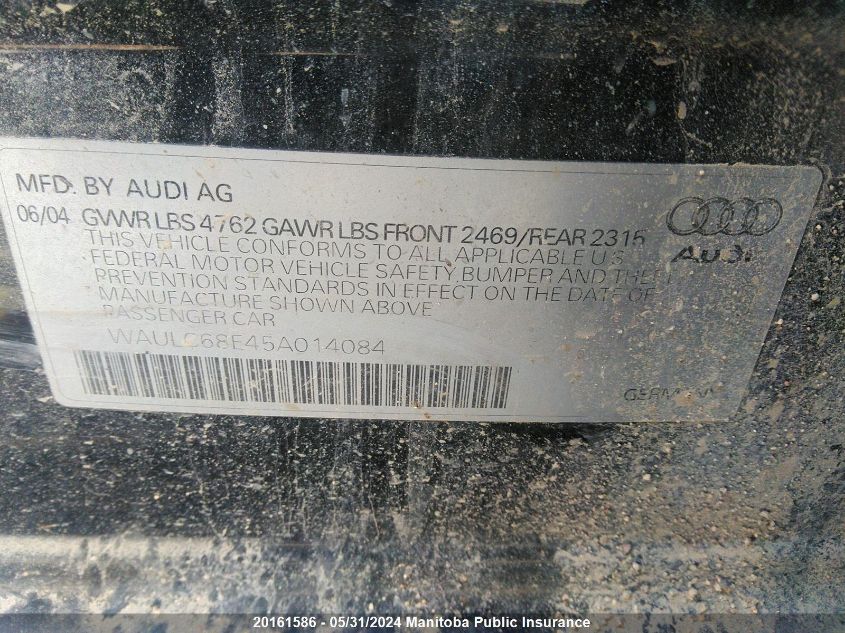 MFD. BY AUDI AG
06/04 GVWR LBS 4762 GAWR LBS FRONT 2469/REAR 2315
THIS VEHICLE CONFORMS TO ALL APPLICABLE U.S.
FEDERAL MOTOR VEHICLE SAFETY, BUMPER AND THEFT
PREVENTION STANDARDS IN EFFECT ON THE DATE OF
MANUFACTURE SHOWN ABOVE
PASSENGER CAR
WAULC68E45A014084
AUDI
GERMANY
20161586 - 05/31/2024 Manitoba Public Insurance